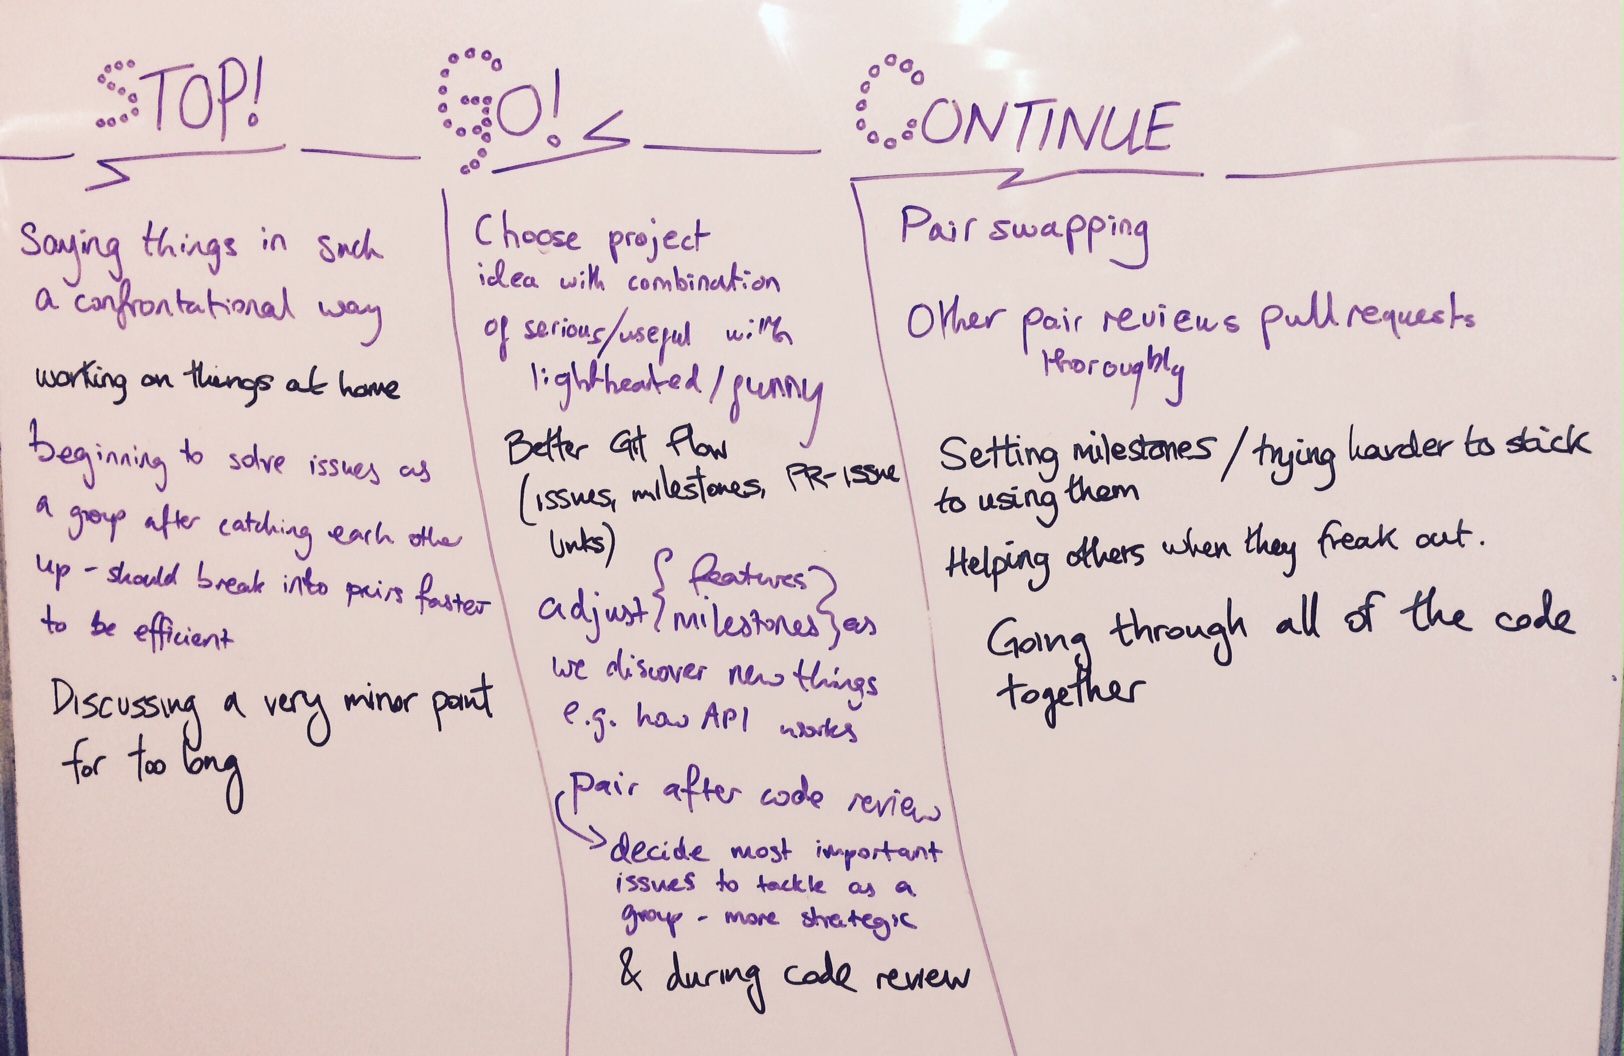 STOP!
Saying things in such
a confrontational way
working on things at home
beginning to solve issues as
a group after catching each other
up - should break into pairs faster
to be efficient
Discussing a very minor point
for too long
GO!
Choose project
idea with combination
of serious/useful with
lighthearted/funny
Better Git Flow
(issues, milestones, PR-issue
links)
{features}
adjust {milestones} as
we discover new things
e.g. how API works
pair after code review
decide most important
issues to tackle as a
group - more strategic
& during code review
CONTINUE
Pair swapping
Other pair reviews pull requests
thoroughly
Setting milestones / trying harder to stick
to using them
Helping others when they freak out.
Going through all of the code
together